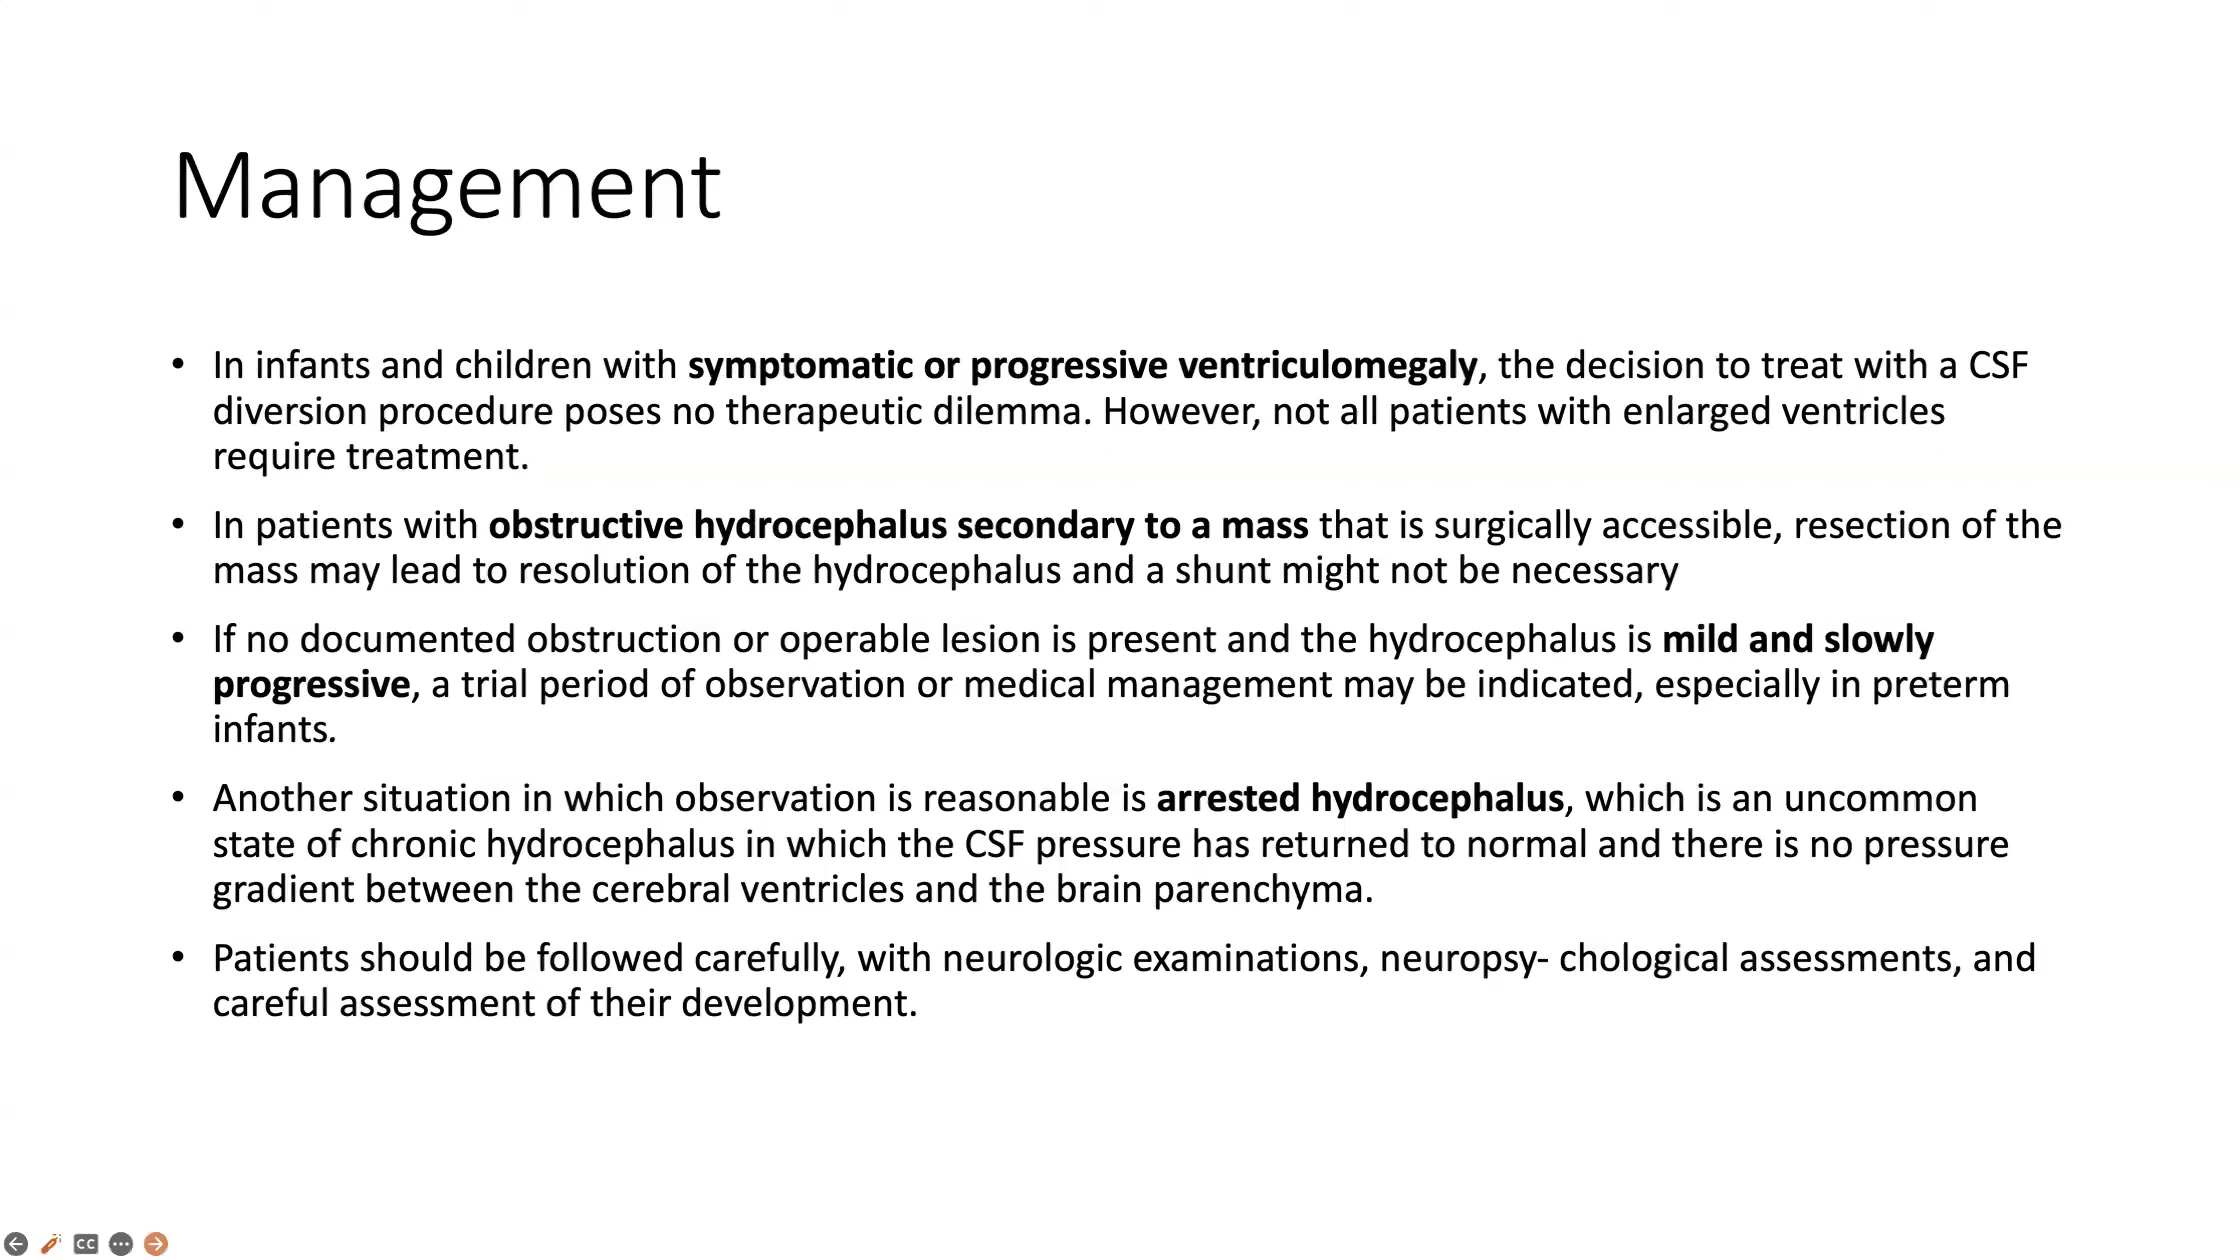 Management
• In infants and children with symptomatic or progressive ventriculomegaly, the decision to treat with a CSF
diversion procedure poses no therapeutic dilemma. However, not all patients with enlarged ventricles
require treatment.
• In patients with obstructive hydrocephalus secondary to a mass that is surgically accessible, resection of the
mass may lead to resolution of the hydrocephalus and a shunt might not be necessary
• If no documented obstruction or operable lesion is present and the hydrocephalus is mild and slowly
progressive, a trial period of observation or medical management may be indicated, especially in preterm
infants.
• Another situation in which observation is reasonable is arrested hydrocephalus, which is an uncommon
state of chronic hydrocephalus in which the CSF pressure has returned to normal and there is no pressure
gradient between the cerebral ventricles and the brain parenchyma.
• Patients should be followed carefully, with neurologic examinations, neuropsy- chological assessments, and
careful assessment of their development.
CC